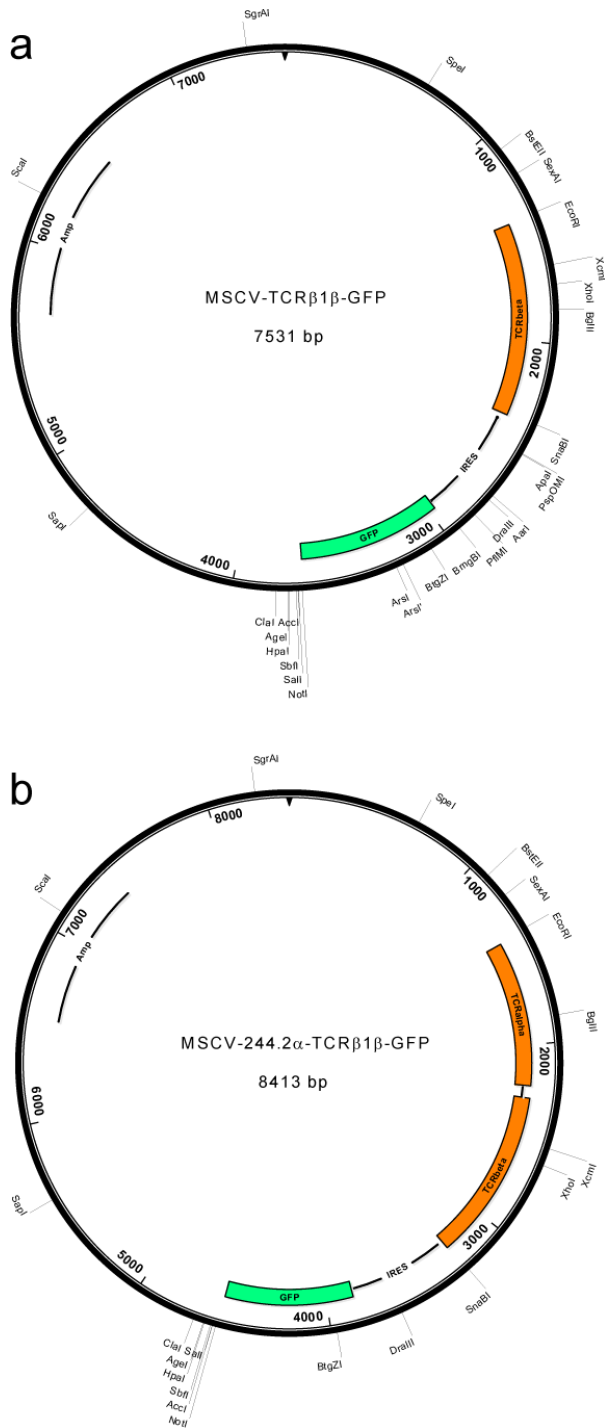 a
SgrAI
SpeI
7000
1000
BstEII
SexAI
EcoRI
ScaI
6000
Amp
XcmI
XhoI
BglII
MSCV-TCRβ1β-GFP
7531 bp
TCRbeta
2000
SnaBI
ApaI
PspOMI
IRES
5000
SapI
GFP
3000
DraIII
AarI
PflMI
BmgBI
BtgZI
4000
ArsI
ArsI'
ClaI AccI
AgeI
HpaI
SbfI
SalI
NotI
b
SgrAI
SpeI
8000
1000
BstEII
SexAI
EcoRI
ScaI
7000
Amp
TCRalpha
BglII
2000
MSCV-244.2α-TCRβ1β-GFP
8413 bp
6000
TCRbeta
XcmI
XhoI
SapI
3000
SnaBI
5000
IRES
GFP
4000
DraIII
BtgZI
ClaI SalI
AgeI
HpaI
SbfI
AccI
NotI